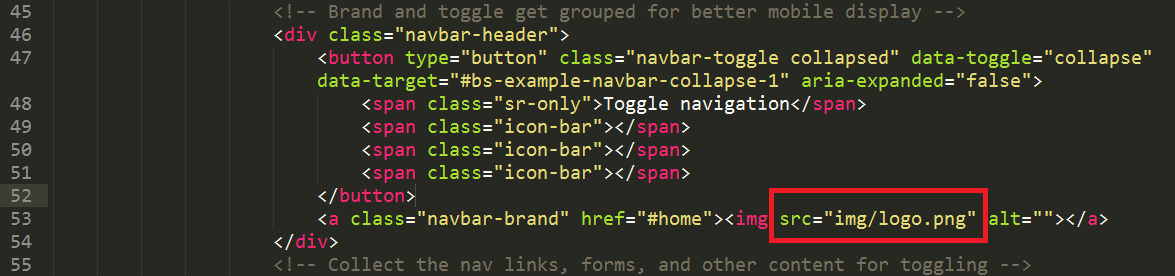 45 <!-- Brand and toggle get grouped for better mobile display -->
46 <div class="navbar-header">
47 <button type="button" class="navbar-toggle collapsed" data-toggle="collapse"
data-target="#bs-example-navbar-collapse-1" aria-expanded="false">
48 <span class="sr-only">Toggle navigation</span>
49 <span class="icon-bar"></span>
50 <span class="icon-bar"></span>
51 <span class="icon-bar"></span>
52 </button>
53 <a class="navbar-brand" href="#home"><img src="img/logo.png" alt=""></a>
54 </div>
55 <!-- Collect the nav links, forms, and other content for toggling -->